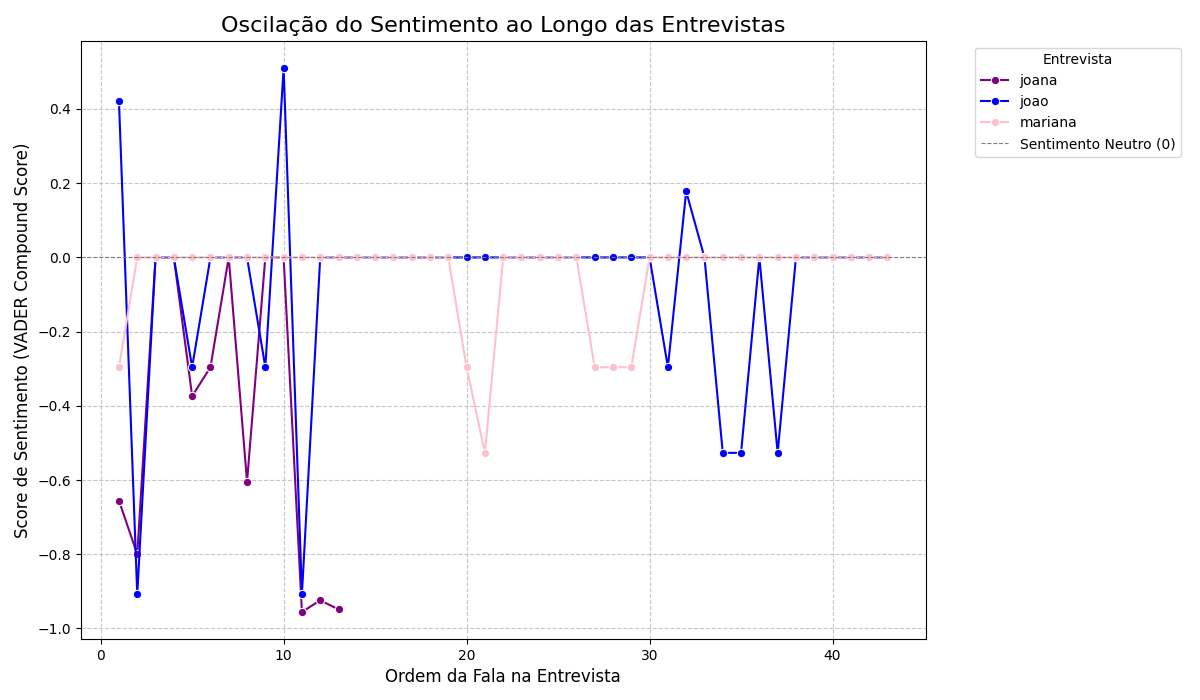 Oscilação do Sentimento ao Longo das Entrevistas
Score de Sentimento (VADER Compound Score)
0.4
0.2
0.0
−0.2
−0.4
−0.6
−0.8
−1.0
0
10
20
30
40
Ordem da Fala na Entrevista
Entrevista
joana
joao
mariana
Sentimento Neutro (0)